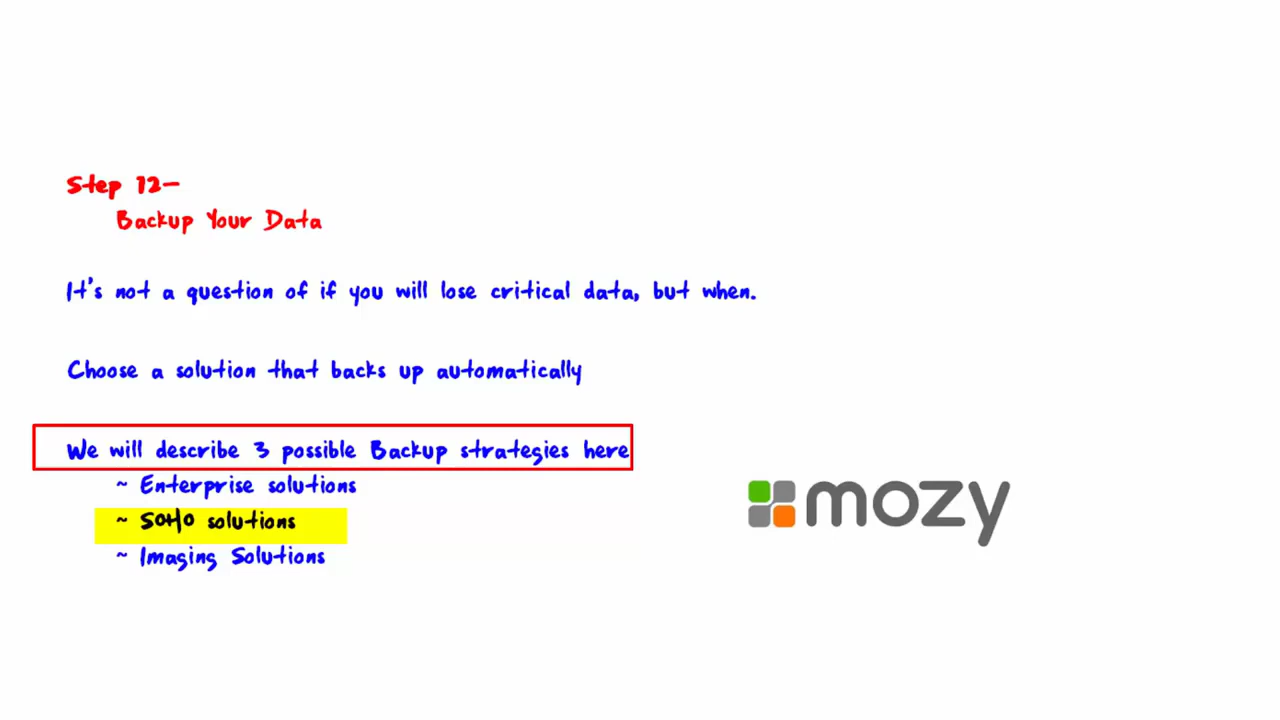 Step 12-
Backup Your Data
It's not a question of if you will lose critical data, but when.
Choose a solution that backs up automatically
We will describe 3 possible Backup strategies here
~ Enterprise solutions
~ SOHO solutions
~ Imaging Solutions
mozy